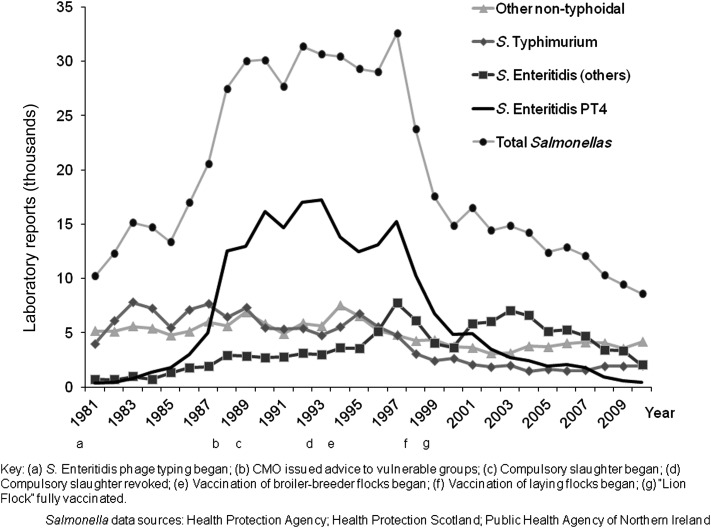 Other non-typhoidal
S. Typhimurium
S. Enteritidis (others)
S. Enteritidis PT4
Total Salmonellas
Laboratory reports (thousands)
35
30
25
20
15
10
5
0
1981
1983
1985
1987
1989
1991
1993
1995
1997
1999
2001
2003
2005
2007
2009
Year
a b c d e f g
Key: (a) S. Enteritidis phage typing began; (b) CMO issued advice to vulnerable groups; (c) Compulsory slaughter began; (d)
Compulsory slaughter revoked; (e) Vaccination of broiler-breeder flocks began; (f) Vaccination of laying flocks began; (g) "Lion
Flock" fully vaccinated.
Salmonella data sources: Health Protection Agency; Health Protection Scotland; Public Health Agency of Northern Ireland